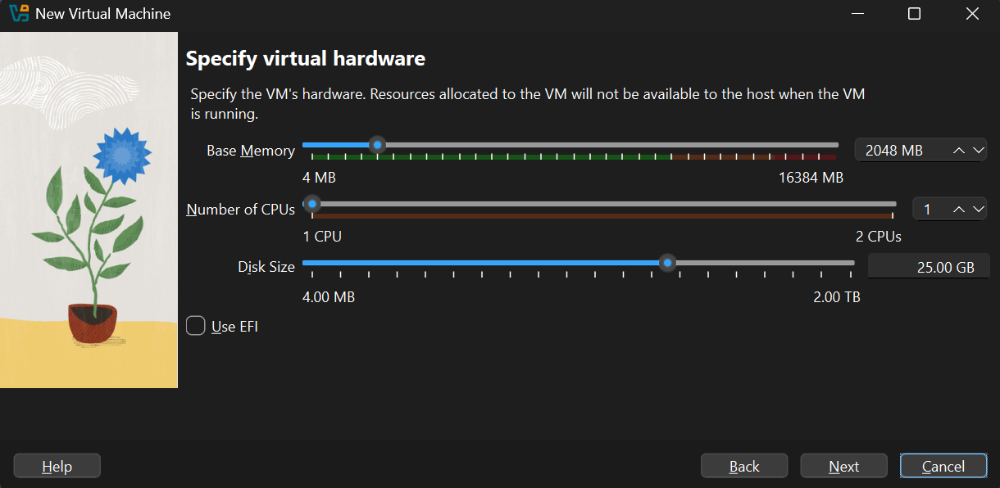 New Virtual Machine
Specify virtual hardware
Specify the VM's hardware. Resources allocated to the VM will not be available to the host when the VM
is running.
Base Memory 2048 MB
4 MB 16384 MB
Number of CPUs 1
1 CPU 2 CPUs
Disk Size 25.00 GB
4.00 MB 2.00 TB
Use EFI
Help Back Next Cancel